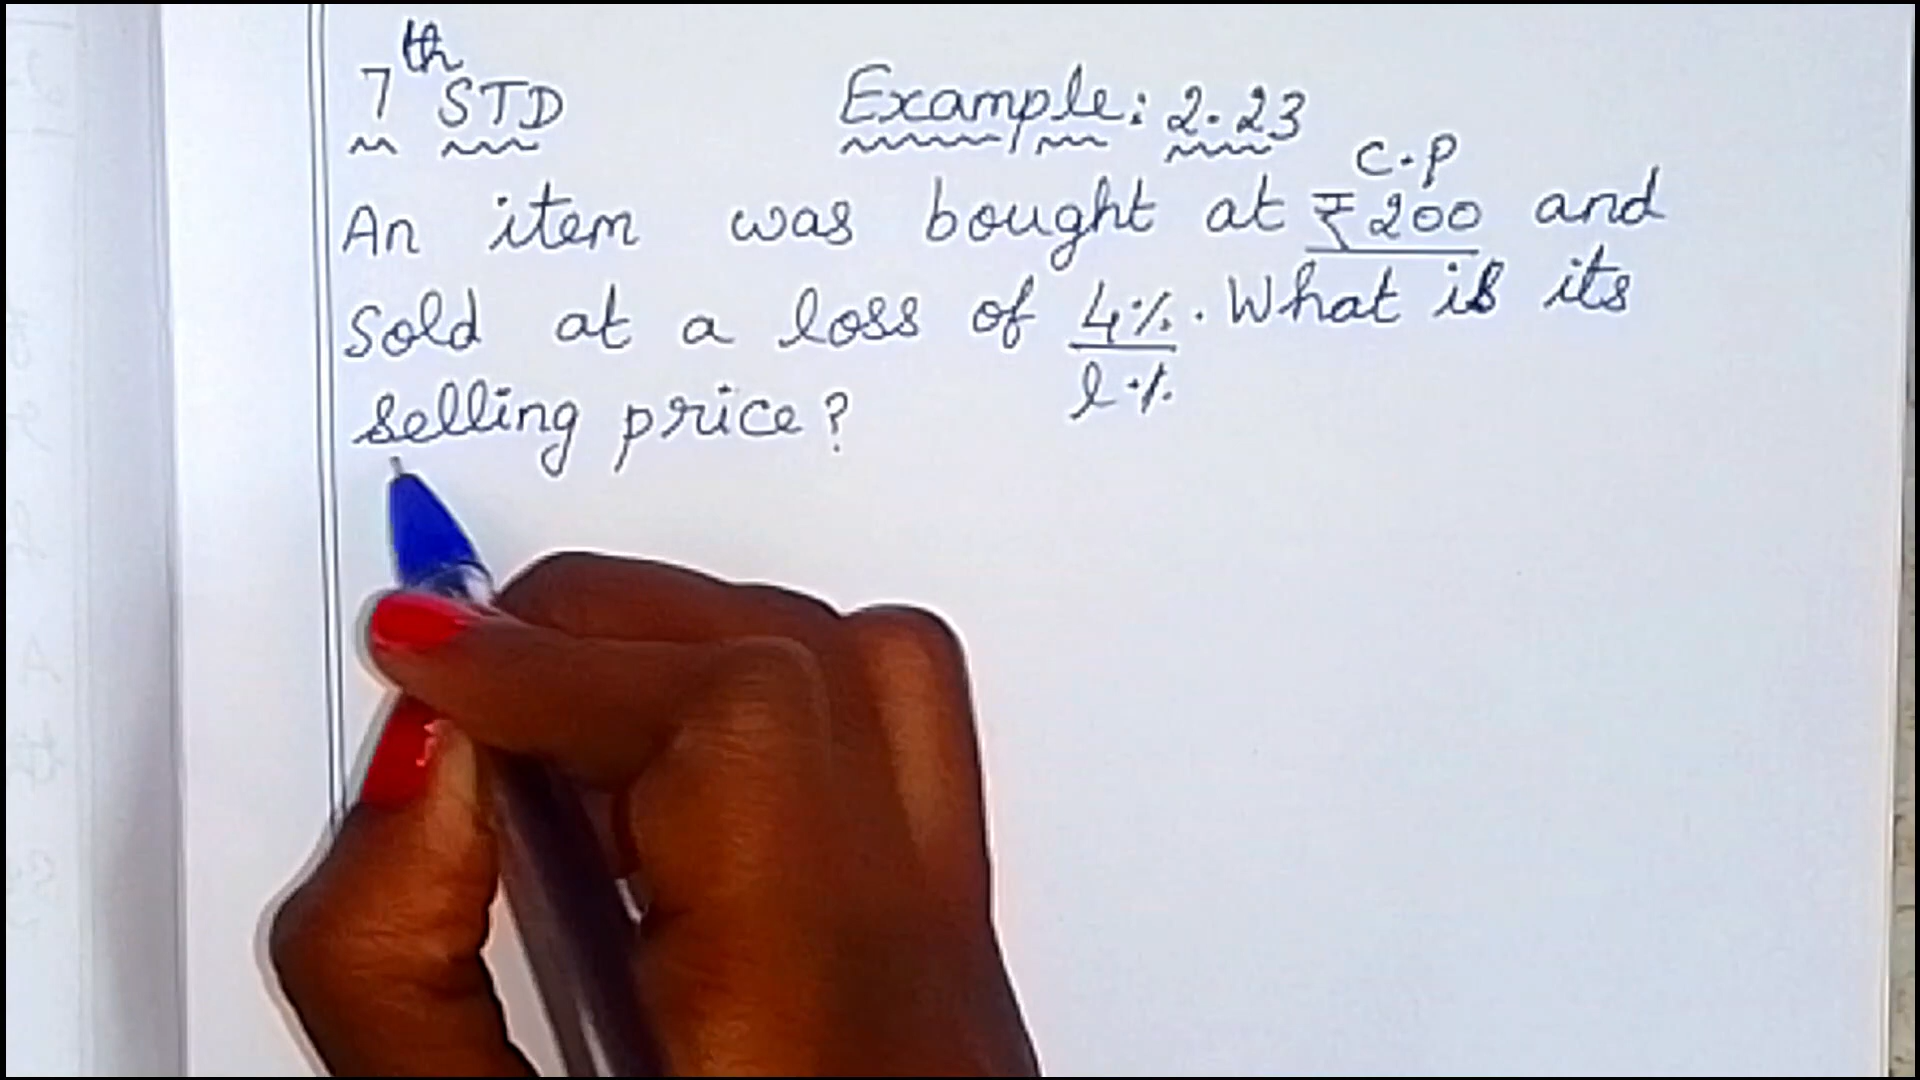 7th STD Example: 2.23
C.P
An item was bought at ₹200 and
Sold at a loss of 4%. What is its
l%
selling price?